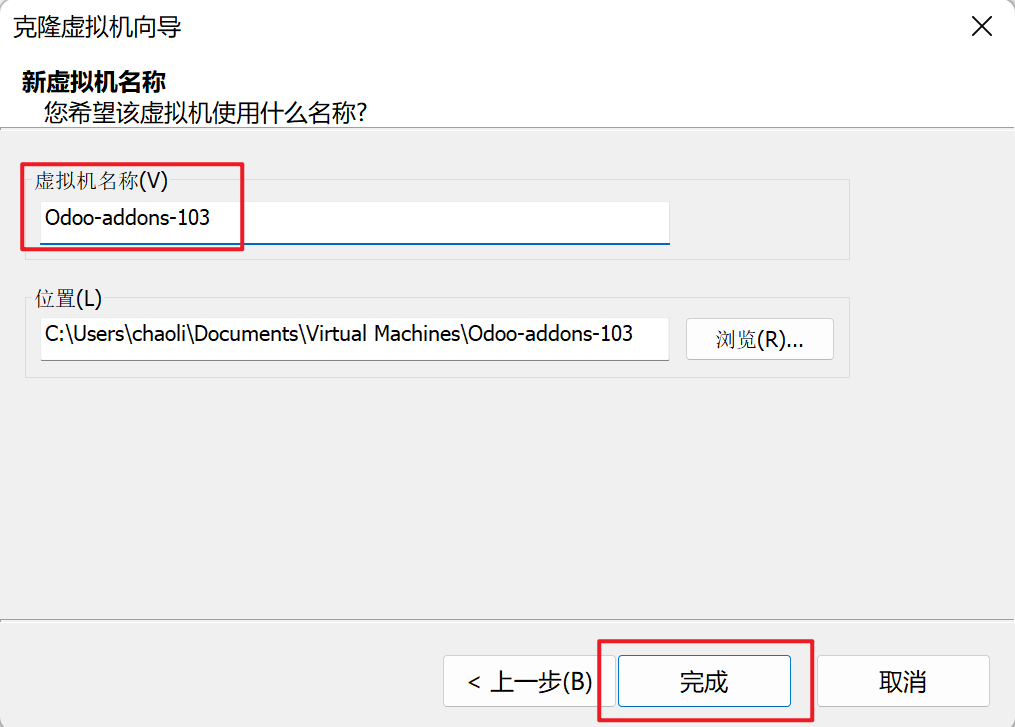 克隆虚拟机向导
新虚拟机名称
您希望该虚拟机使用什么名称?
虚拟机名称(V)
Odoo-addons-103
位置(L)
C:\Users\chaoli\Documents\Virtual Machines\Odoo-addons-103
浏览(R)...
< 上一步(B)
完成
取消